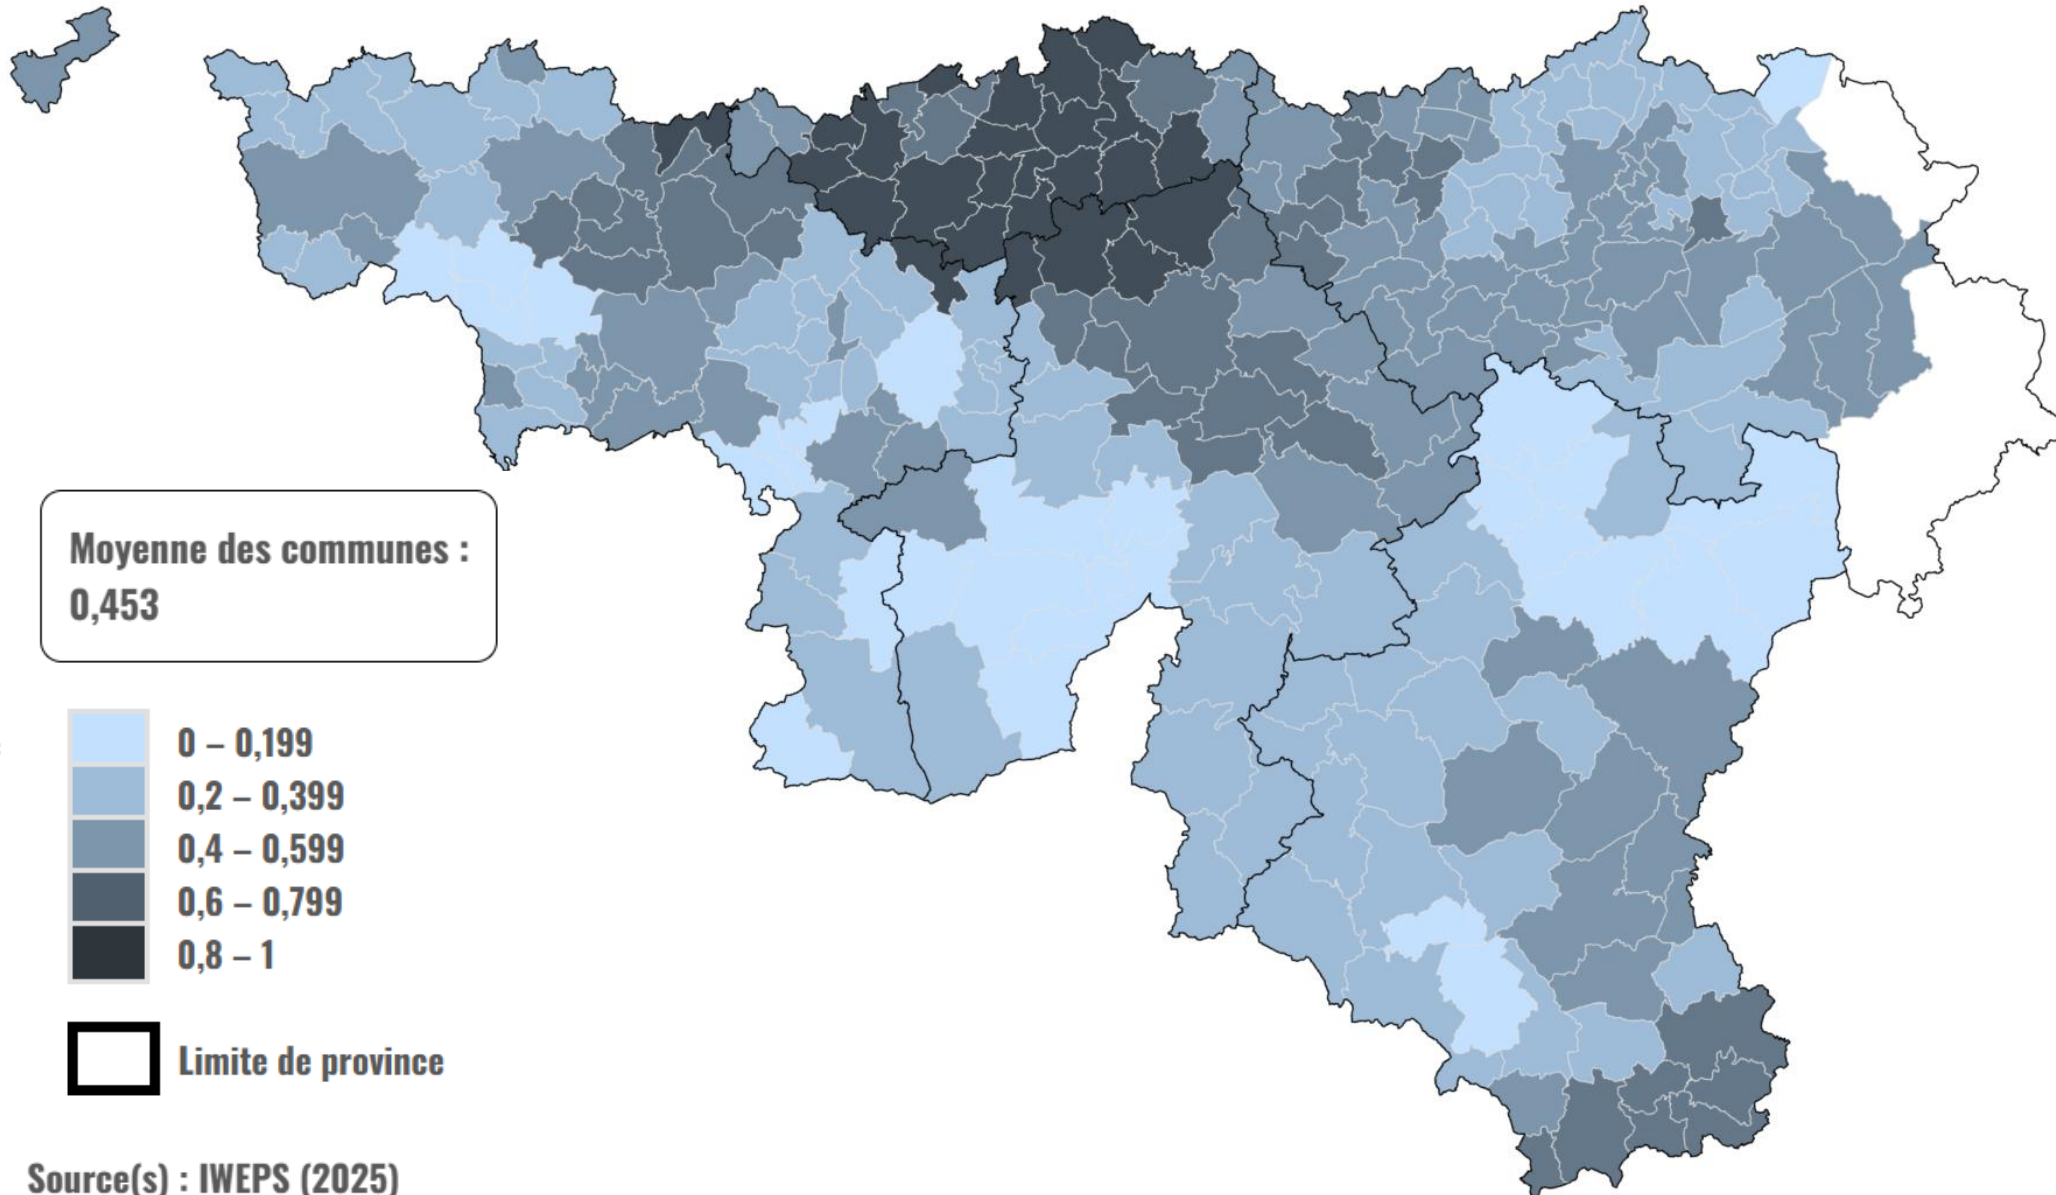 Moyenne des communes :
0,453
0 – 0,199
0,2 – 0,399
0,4 – 0,599
0,6 – 0,799
0,8 – 1
Limite de province
Source(s) : IWEPS (2025)